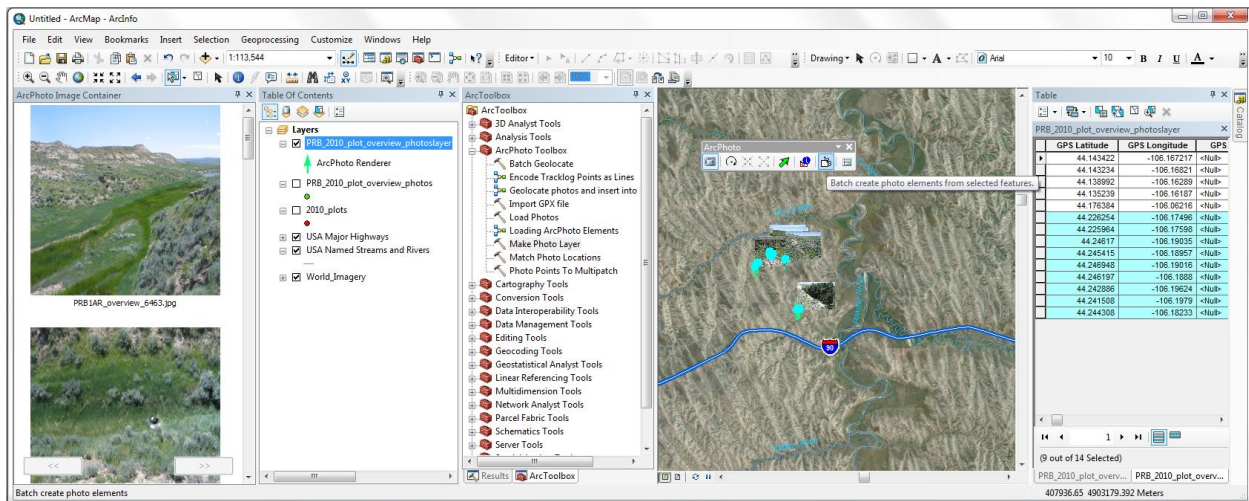 Untitled - ArcMap - ArcInfo
File Edit View Bookmarks Insert Selection Geoprocessing Customize Windows Help
1:113,544
Editor
Drawing
Arial
10
B I U A
100%
ArcPhoto Image Container
PRB1AR_overview_6463.jpg
<< >>
Table Of Contents
Layers
PRB_2010_plot_overview_photoslayer
ArcPhoto Renderer
PRB_2010_plot_overview_photos
2010_plots
USA Major Highways
USA Named Streams and Rivers
World_Imagery
ArcToolbox
ArcToolbox
3D Analyst Tools
Analysis Tools
ArcPhoto Toolbox
Batch Geolocate
Encode Tracklog Points as Lines
Geolocate photos and insert into
Import GPX file
Load Photos
Loading ArcPhoto Elements
Make Photo Layer
Match Photo Locations
Photo Points To Multipatch
Cartography Tools
Conversion Tools
Data Interoperability Tools
Data Management Tools
Editing Tools
Geocoding Tools
Geostatistical Analyst Tools
Linear Referencing Tools
Multidimension Tools
Network Analyst Tools
Parcel Fabric Tools
Schematics Tools
Server Tools
Results ArcToolbox
ArcPhoto
Batch create photo elements from selected features.
90
Table
Catalog
PRB_2010_plot_overview_photoslayer
GPS Latitude GPS Longitude GPS
44.143422 -106.167217 <Null>
44.143234 -106.16821 <Null>
44.138992 -106.16289 <Null>
44.135239 -106.16187 <Null>
44.176384 -106.06216 <Null>
44.226254 -106.17496 <Null>
44.225964 -106.17598 <Null>
44.24617 -106.19035 <Null>
44.245415 -106.18957 <Null>
44.246948 -106.19016 <Null>
44.246197 -106.1888 <Null>
44.242886 -106.19624 <Null>
44.241508 -106.1979 <Null>
44.244308 -106.18233 <Null>
1
(9 out of 14 Selected)
PRB_2010_plot_overv... PRB_2010_plot_overv...
Batch create photo elements
407936.65 4903179.392 Meters